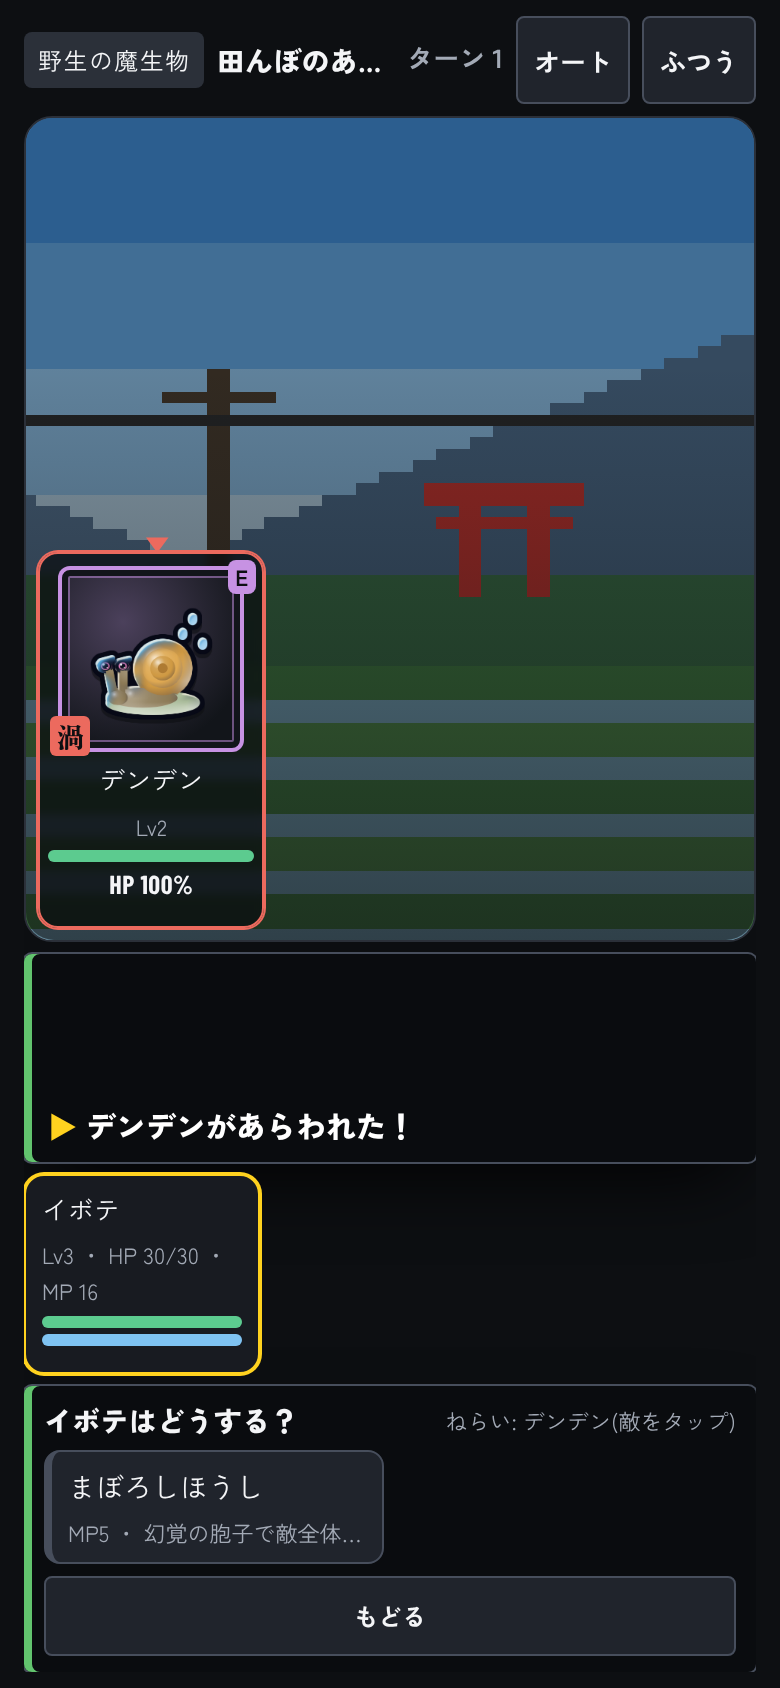 野生の魔生物 田んぼのあ… ターン 1 オート ふつう
E
渦
デンデン
Lv2
HP 100%
▶ デンデンがあらわれた！
イボテ
Lv3 ・ HP 30/30 ・
MP 16
イボテはどうする？ ねらい: デンデン(敵をタップ)
まぼろしほうし
MP5 ・ 幻覚の胞子で敵全体…
もどる